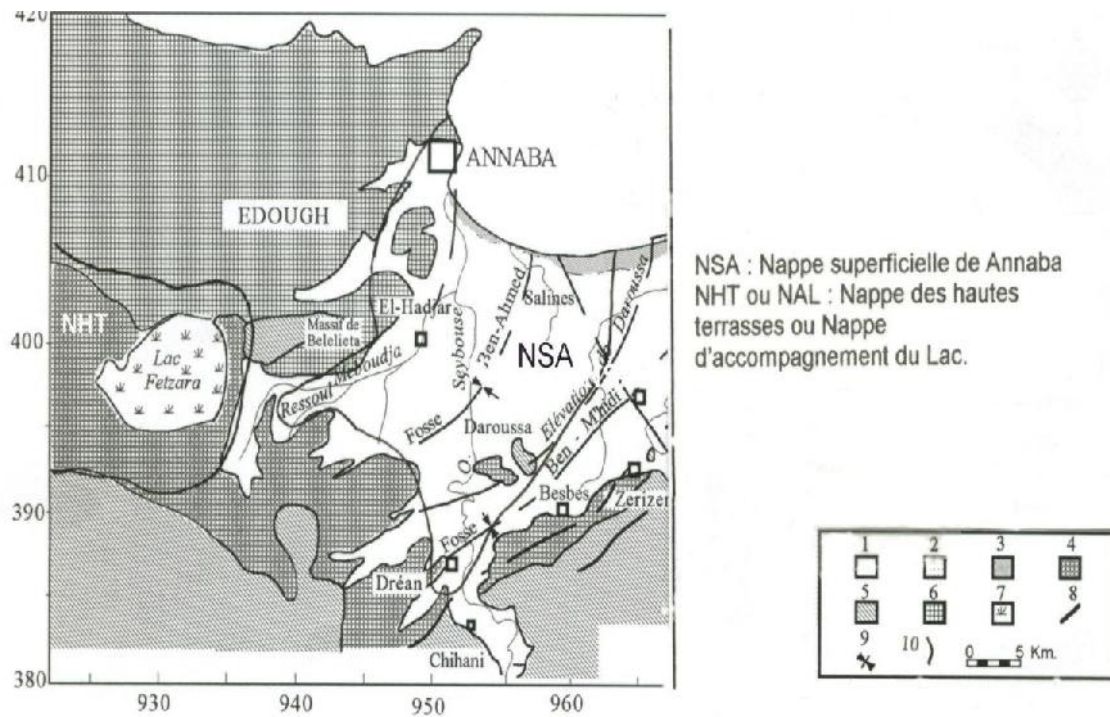 420
410
400
390
380
930
940
950
960
ANNABA
EDOUGH
NHT
Lac
Fetzara
Massif de
Belelieta
El-Hadjar
Ressoul Meboudja
Seybouse
O.
Fosse Ben-Ahmed
Salines
NSA
Elévation de Daroussa
Daroussa
Fosse Ben - M'hidi
Besbès
Zerizer
Dréan
Chihani
NSA : Nappe superficielle de Annaba
NHT ou NAL : Nappe des hautes
terrasses ou Nappe
d'accompagnement du Lac.
1 2 3 4
5 6 7 8
9 10
0 5 Km.